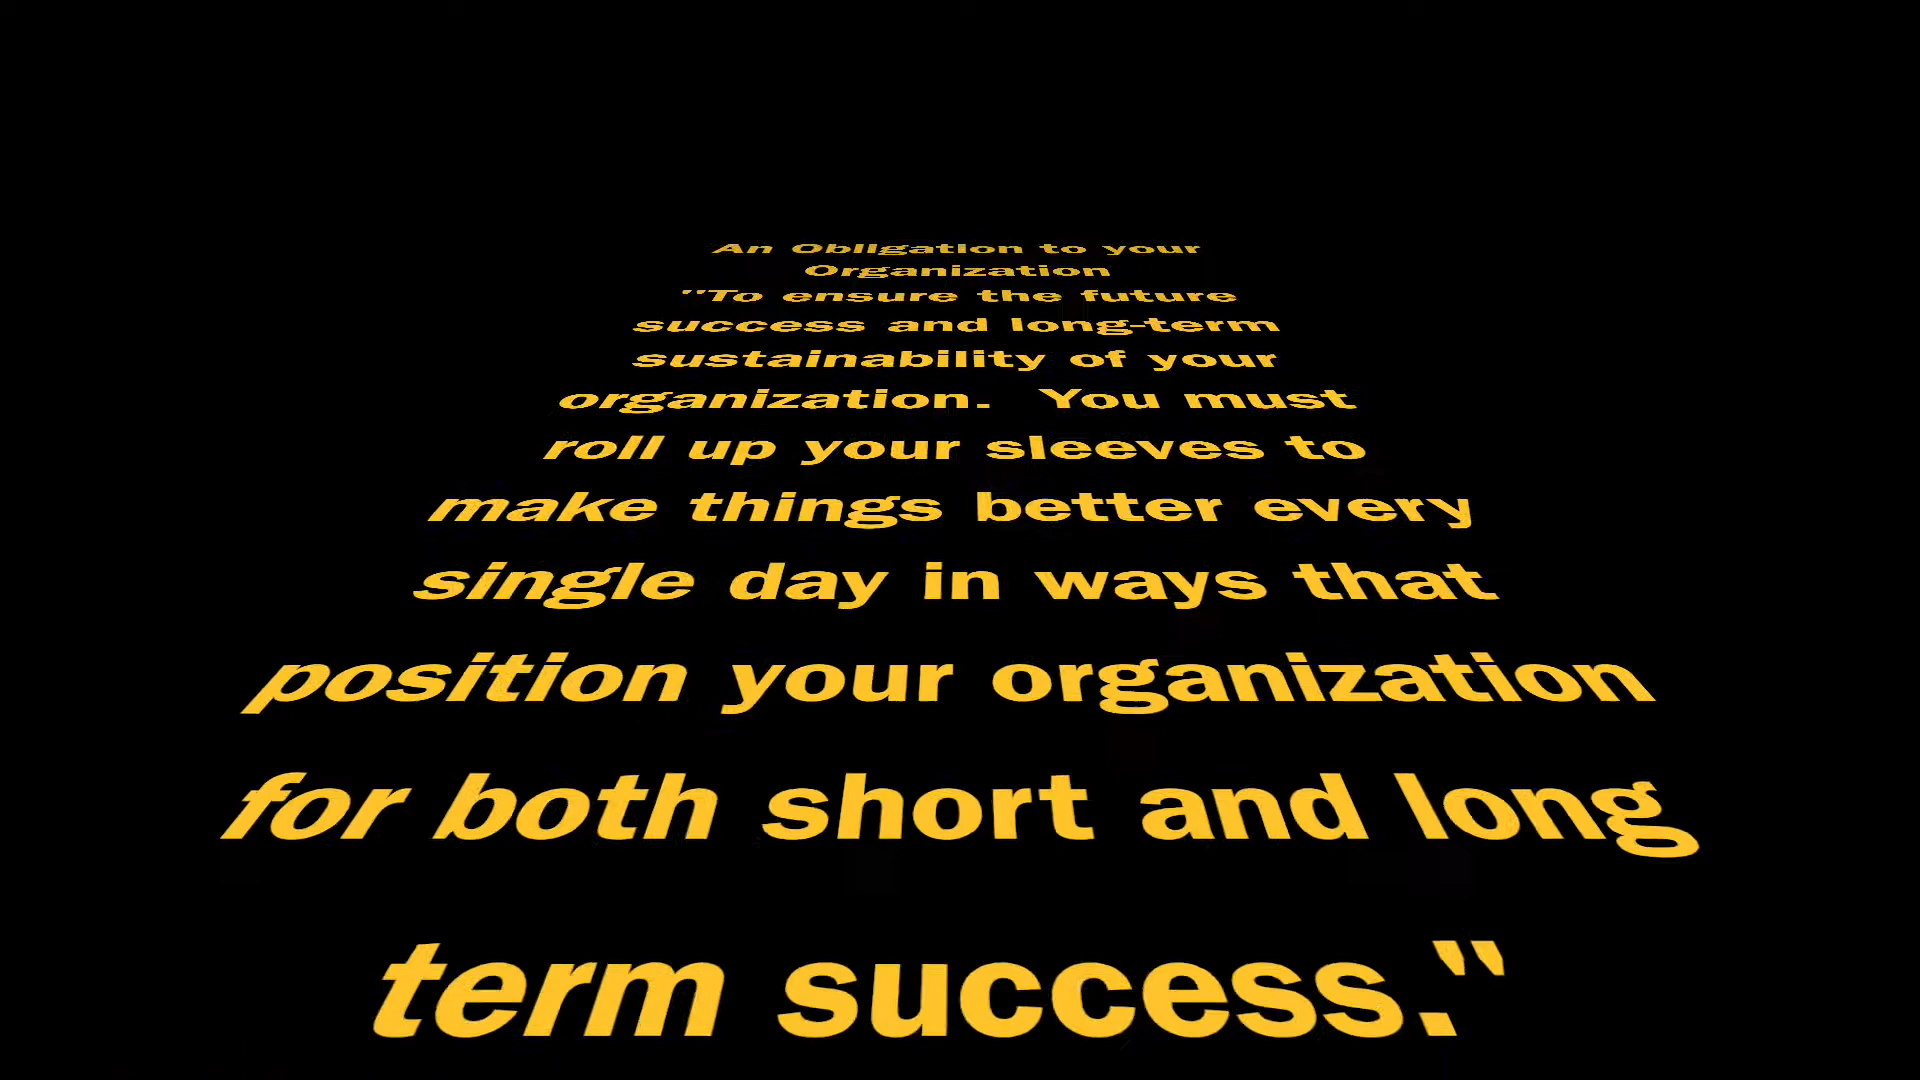 An Obligation to your
Organization
"To ensure the future
success and long-term
sustainability of your
organization.  You must
roll up your sleeves to
make things better every
single day in ways that
position your organization
for both short and long
term success."